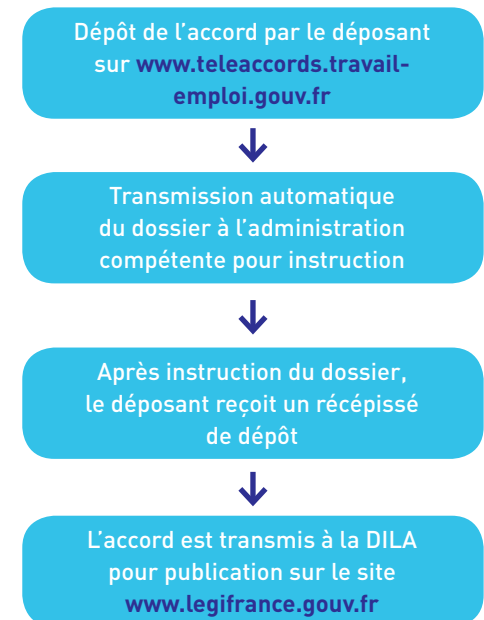 Dépôt de l’accord par le déposant
sur www.teleaccords.travail-
emploi.gouv.fr
Transmission automatique
du dossier à l’administration
compétente pour instruction
Après instruction du dossier,
le déposant reçoit un récépissé
de dépôt
L’accord est transmis à la DILA
pour publication sur le site
www.legifrance.gouv.fr